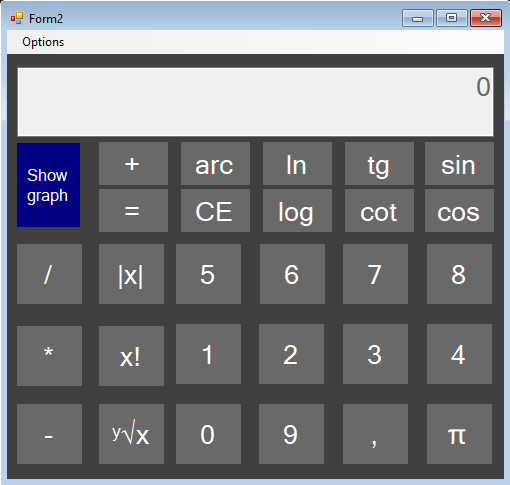 Form2
Options
0
Show
graph
+ arc ln tg sin
= CE log cot cos
/ |x| 5 6 7 8
* x! 1 2 3 4
- ʸ√x 0 9 , π